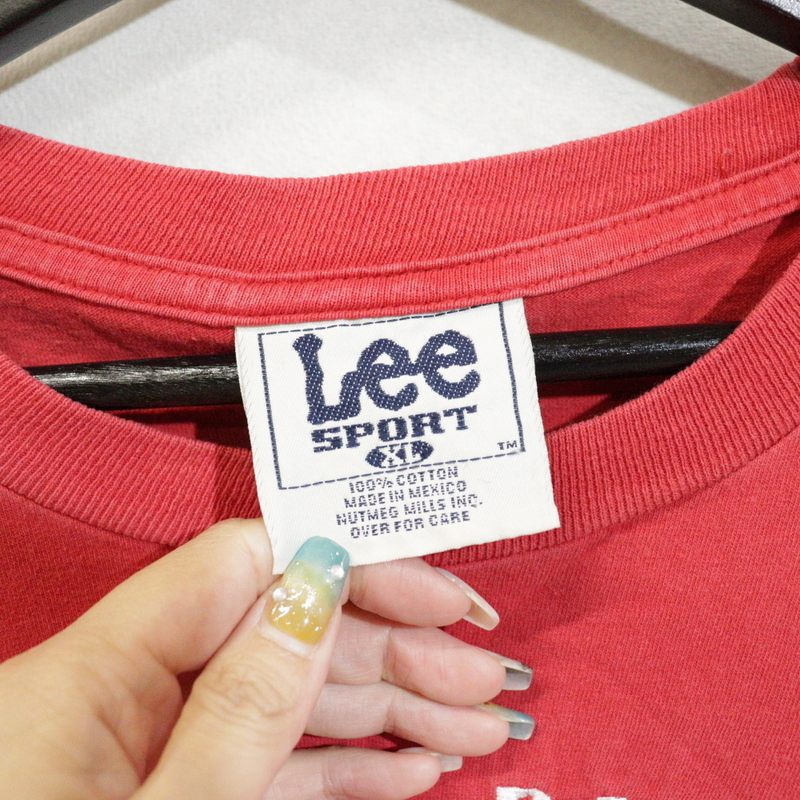 Lee
SPORT
XL
TM
100% COTTON
MADE IN MEXICO
NUTMEG MILLS INC.
OVER FOR CARE